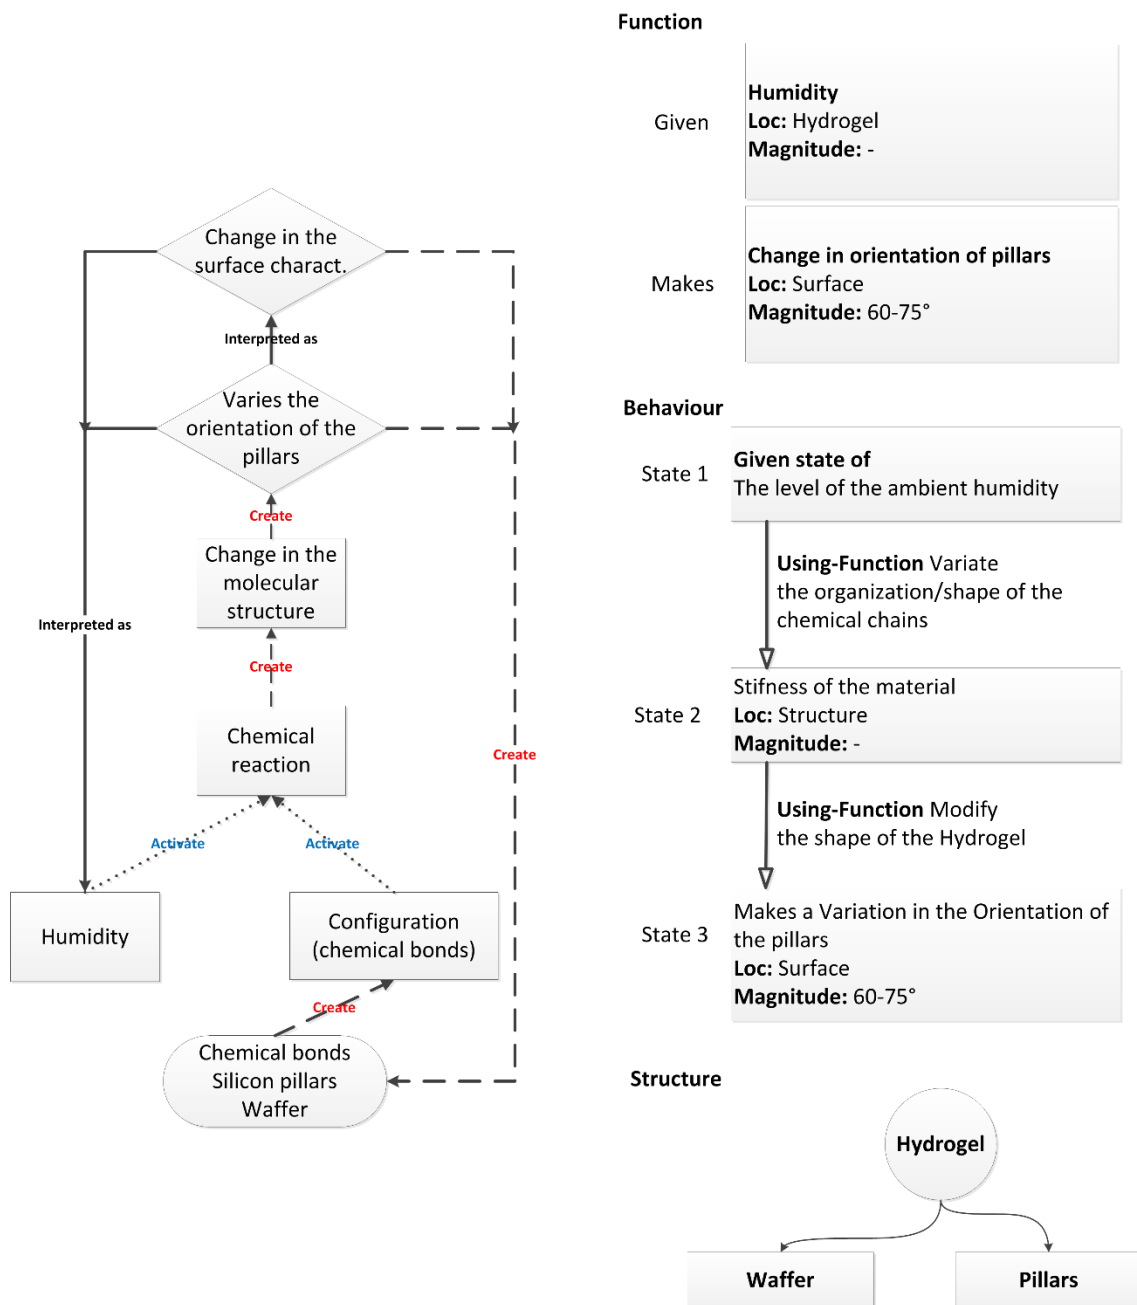 Change in the
surface charact.
Interpreted as
Varies the
orientation of the
pillars
Create
Change in the
molecular
structure
Interpreted as
Create
Chemical
reaction
Create
Activate
Activate
Humidity
Configuration
(chemical bonds)
Create
Chemical bonds
Silicon pillars
Waffer
Function
Given
Humidity
Loc: Hydrogel
Magnitude: -
Makes
Change in orientation of pillars
Loc: Surface
Magnitude: 60-75°
Behaviour
State 1
Given state of
The level of the ambient humidity
Using-Function Variate
the organization/shape of the
chemical chains
State 2
Stifness of the material
Loc: Structure
Magnitude: -
Using-Function Modify
the shape of the Hydrogel
State 3
Makes a Variation in the Orientation of
the pillars
Loc: Surface
Magnitude: 60-75°
Structure
Hydrogel
Waffer
Pillars